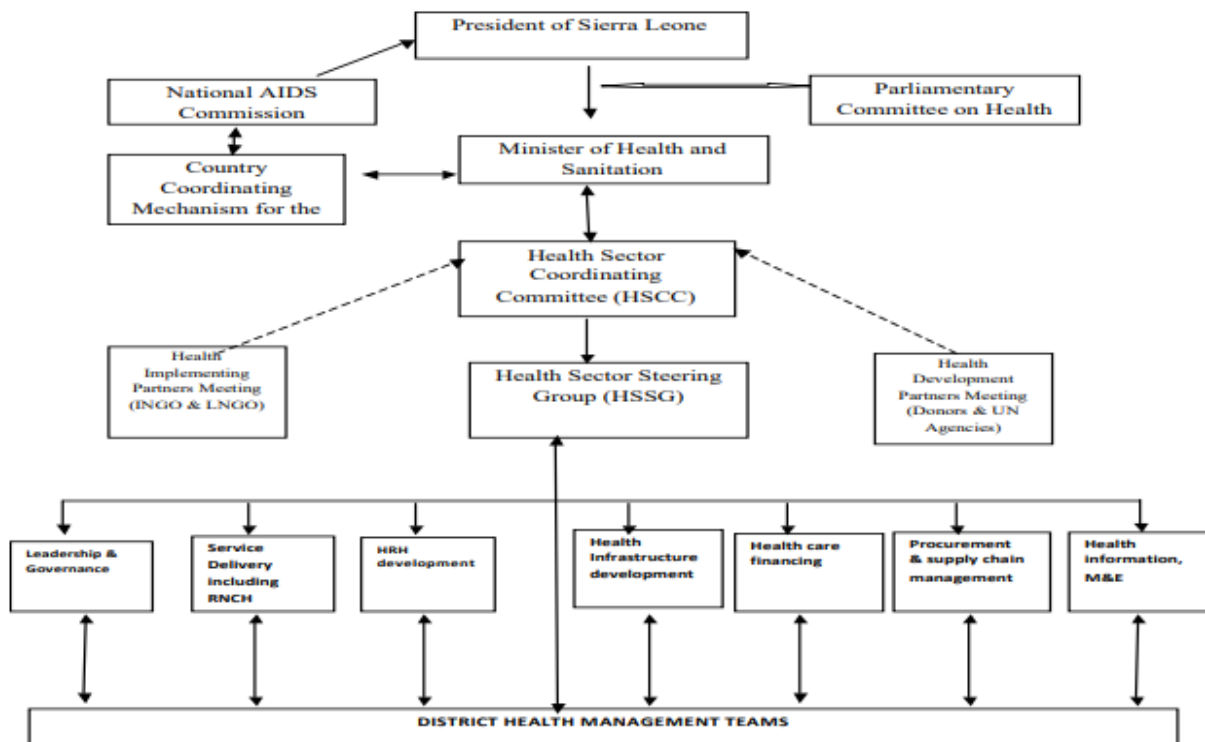 President of Sierra Leone
National AIDS
Commission
Parliamentary
Committee on Health
Minister of Health and
Sanitation
Country
Coordinating
Mechanism for the
Health Sector
Coordinating
Committee (HSCC)
Health
Implementing
Partners Meeting
(INGO & LNGO)
Health Sector Steering
Group (HSSG)
Health
Development
Partners Meeting
(Donors & UN
Agencies)
Leadership &
Governance
Service
Delivery
including
RNCH
HRH
development
Health
Infrastructure
development
Health care
financing
Procurement
& supply chain
management
Health
information,
M&E
DISTRICT HEALTH MANAGEMENT TEAMS